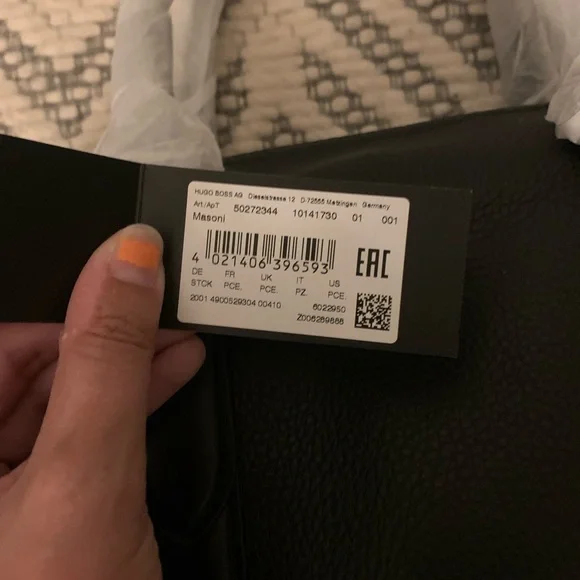 HUGO BOSS AG Dieselstrasse 12 D-72555 Metzingen Germany
Art/ApT 50272344 10141730 01 001
Masoni
4 021406 396593
EAC
DE FR UK IT US
STCK PCE. PCE. PZ. PCE.
2001 4900529304 00410 6022950
Z006269886